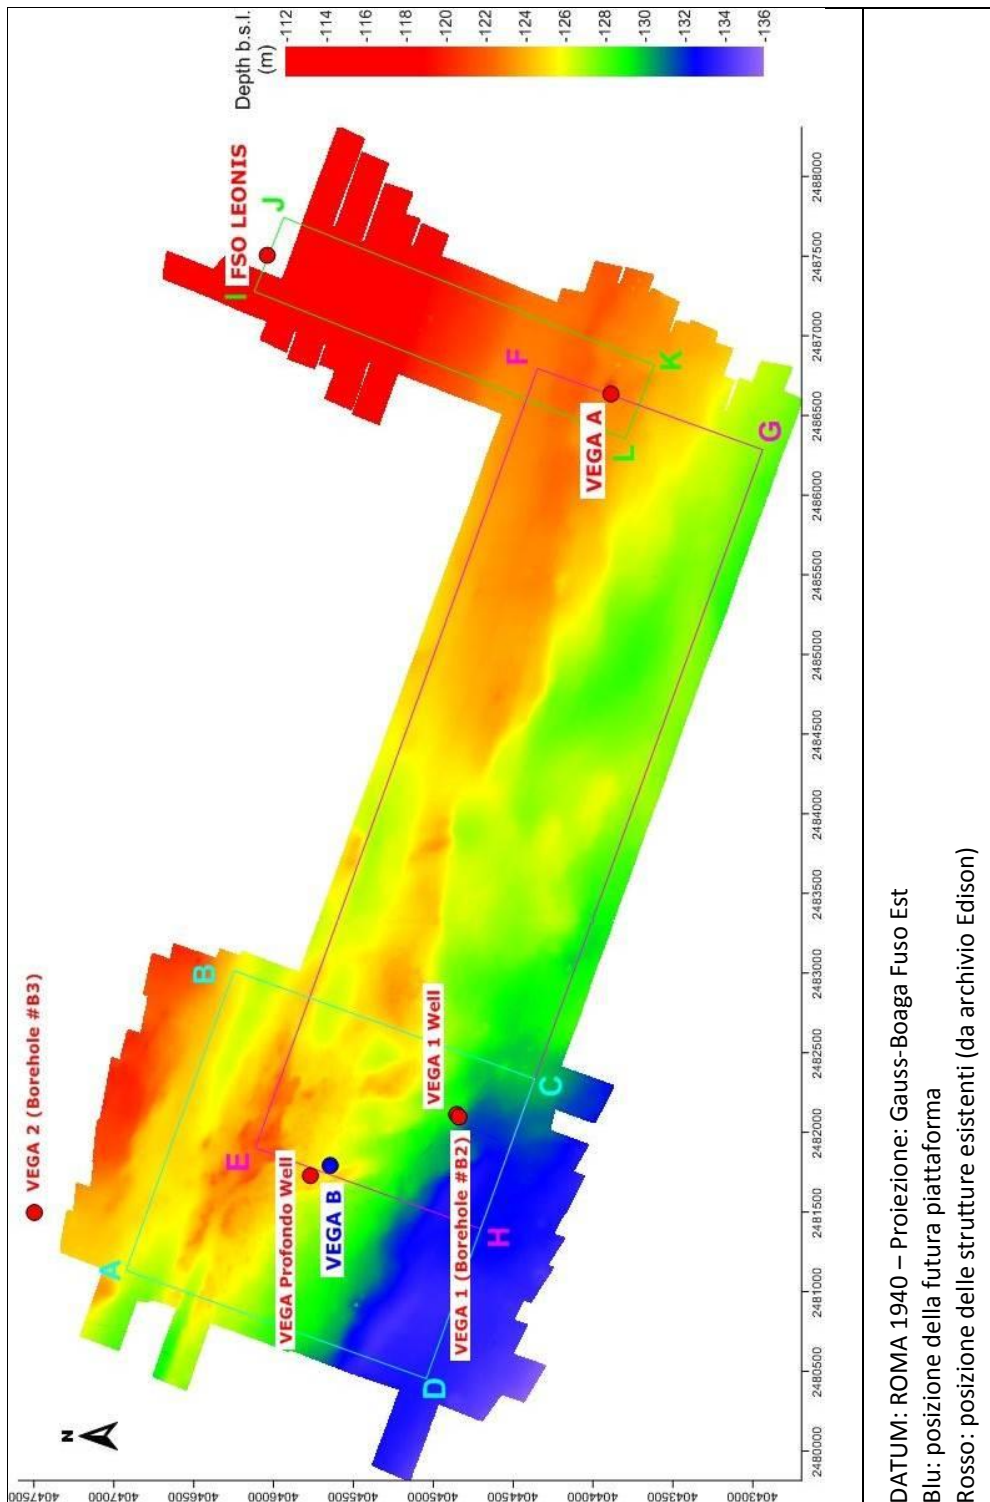 Depth b.s.l.
(m)
-112
-114
-116
-118
-120
-122
-124
-126
-128
-130
-132
-134
-136
N
VEGA 2 (Borehole #B3)
I
FSO LEONIS
J
A
B
E
F
VEGA Profondo Well
VEGA B
VEGA A
L
K
VEGA 1 Well
G
D
H
C
VEGA 1 (Borehole #B2)
4047500
4047000
4046500
4046000
4045500
4045000
4044500
4044000
4043500
4043000
2480000
2480500
2481000
2481500
2482000
2482500
2483000
2483500
2484000
2484500
2485000
2485500
2486000
2486500
2487000
2487500
2488000
DATUM: ROMA 1940 – Proiezione: Gauss-Boaga Fuso Est
Blu: posizione della futura piattaforma
Rosso: posizione delle strutture esistenti (da archivio Edison)